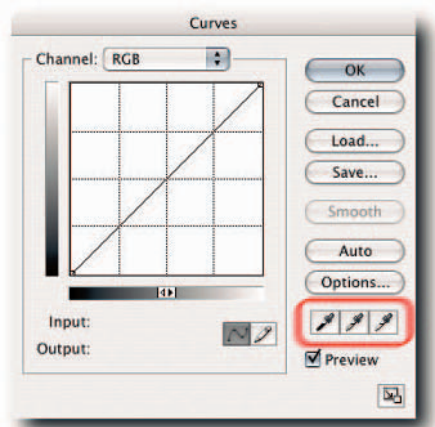 Curves
Channel: RGB
OK
Cancel
Load...
Save...
Smooth
Auto
Options...
Input:
Output:
Preview